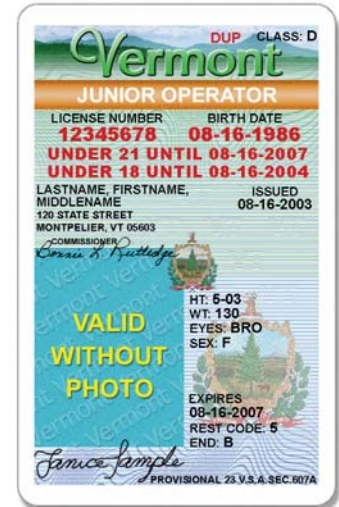 DUP CLASS: D
Vermont
JUNIOR OPERATOR
LICENSE NUMBER BIRTH DATE
12345678 08-16-1986
UNDER 21 UNTIL 08-16-2007
UNDER 18 UNTIL 08-16-2004
LASTNAME, FIRSTNAME, ISSUED
MIDDLENAME 08-16-2003
120 STATE STREET
MONTPELIER, VT 05603
COMMISSIONER
Bonnie L. Rutledge
HT: 5-03
WT: 130
EYES: BRO
SEX: F
VALID
WITHOUT
PHOTO
EXPIRES
08-16-2007
REST CODE: 5
END: B
Janice Sample
PROVISIONAL 23 V.S.A.SEC.607A